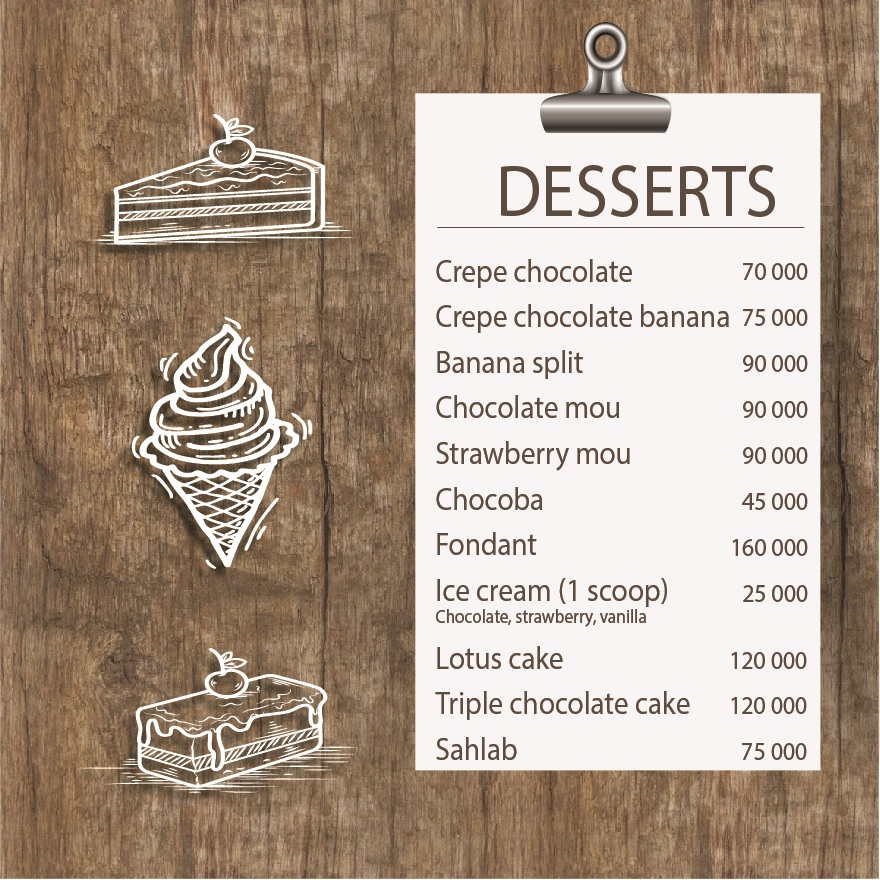 DESSERTS
Crepe chocolate 70 000
Crepe chocolate banana 75 000
Banana split 90 000
Chocolate mou 90 000
Strawberry mou 90 000
Chocoba 45 000
Fondant 160 000
Ice cream (1 scoop) 25 000
Chocolate, strawberry, vanilla
Lotus cake 120 000
Triple chocolate cake 120 000
Sahlab 75 000